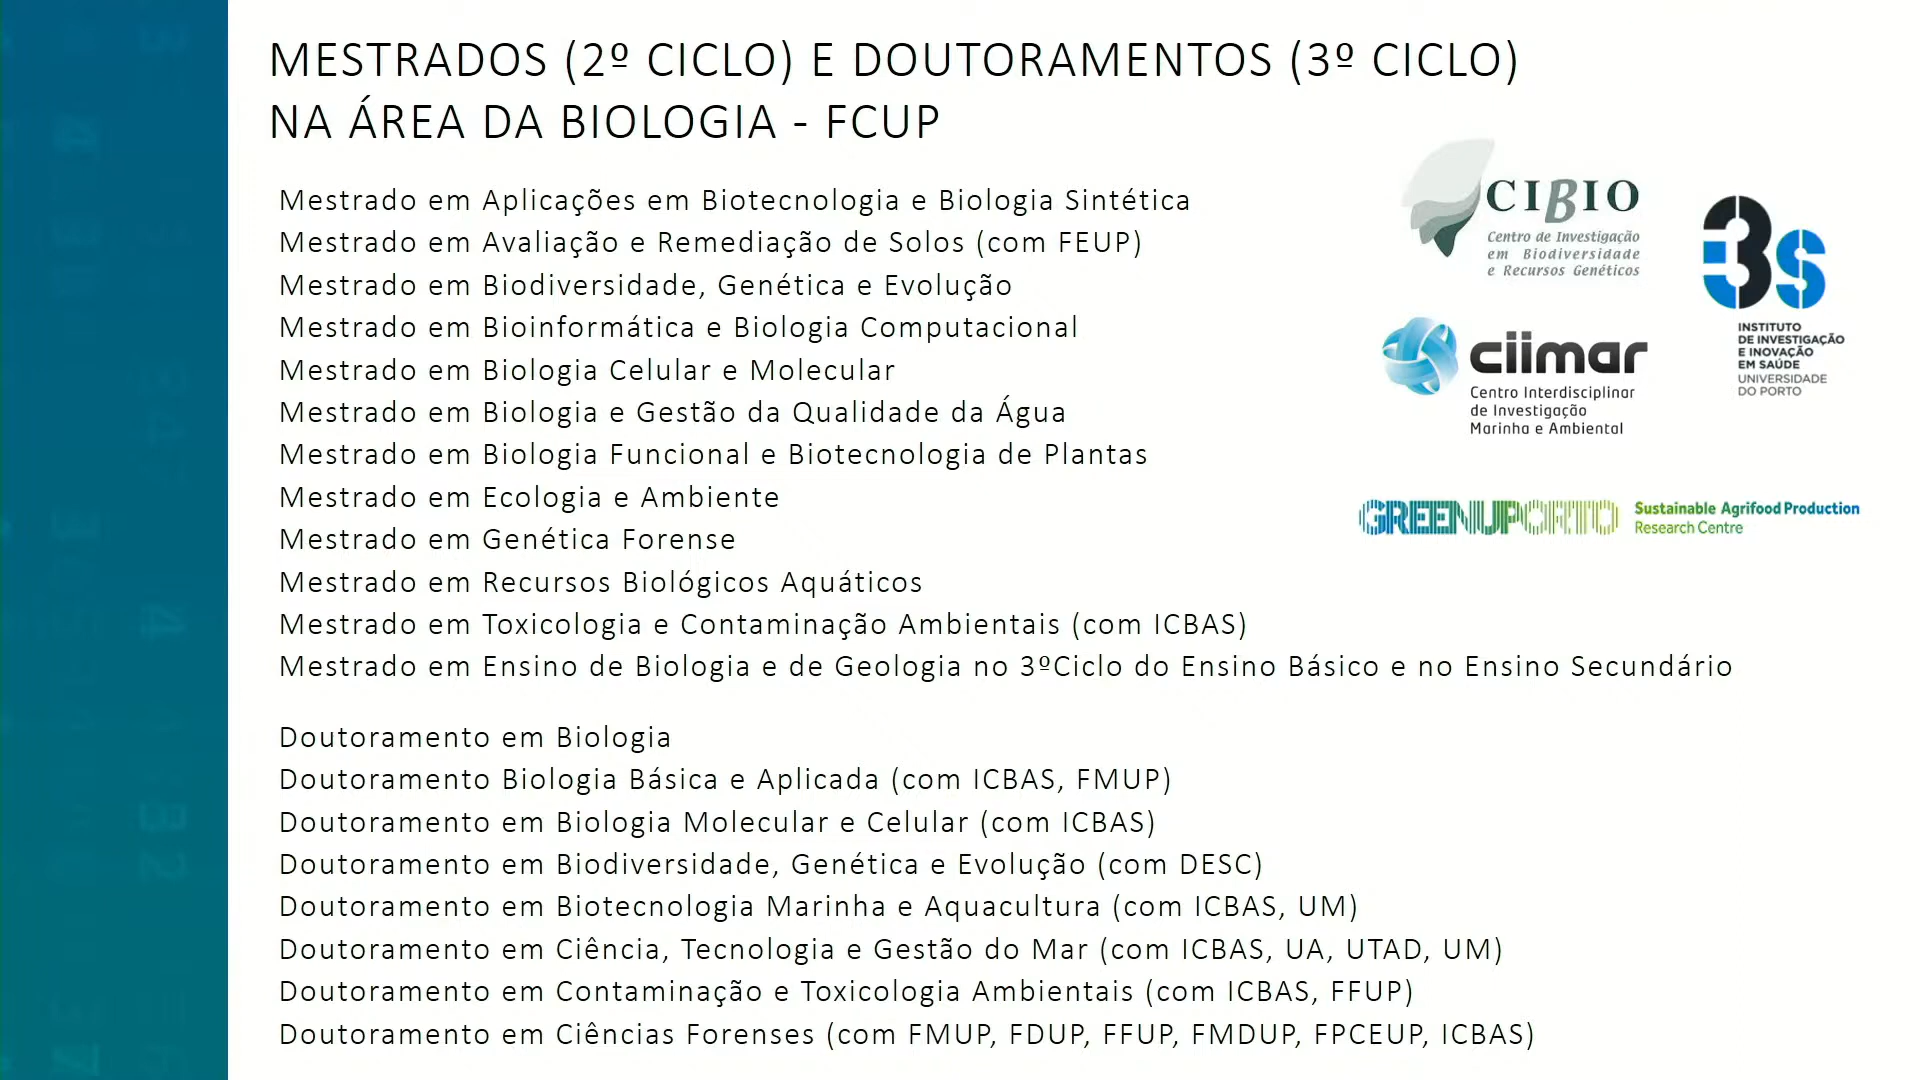 MESTRADOS (2º CICLO) E DOUTORAMENTOS (3º CICLO)
NA ÁREA DA BIOLOGIA - FCUP
Mestrado em Aplicações em Biotecnologia e Biologia Sintética
Mestrado em Avaliação e Remediação de Solos (com FEUP)
Mestrado em Biodiversidade, Genética e Evolução
Mestrado em Bioinformática e Biologia Computacional
Mestrado em Biologia Celular e Molecular
Mestrado em Biologia e Gestão da Qualidade da Água
Mestrado em Biologia Funcional e Biotecnologia de Plantas
Mestrado em Ecologia e Ambiente
Mestrado em Genética Forense
Mestrado em Recursos Biológicos Aquáticos
Mestrado em Toxicologia e Contaminação Ambientais (com ICBAS)
Mestrado em Ensino de Biologia e de Geologia no 3ºCiclo do Ensino Básico e no Ensino Secundário
Doutoramento em Biologia
Doutoramento Biologia Básica e Aplicada (com ICBAS, FMUP)
Doutoramento em Biologia Molecular e Celular (com ICBAS)
Doutoramento em Biodiversidade, Genética e Evolução (com DESC)
Doutoramento em Biotecnologia Marinha e Aquacultura (com ICBAS, UM)
Doutoramento em Ciência, Tecnologia e Gestão do Mar (com ICBAS, UA, UTAD, UM)
Doutoramento em Contaminação e Toxicologia Ambientais (com ICBAS, FFUP)
Doutoramento em Ciências Forenses (com FMUP, FDUP, FFUP, FMDUP, FPCEUP, ICBAS)
CIBIO
Centro de Investigação
em Biodiversidade
e Recursos Genéticos
3s
INSTITUTO
DE INVESTIGAÇÃO
E INOVAÇÃO
EM SAÚDE
UNIVERSIDADE
DO PORTO
ciimar
Centro Interdisciplinar
de Investigação
Marinha e Ambiental
GREENUPORTO
Sustainable Agrifood Production
Research Centre